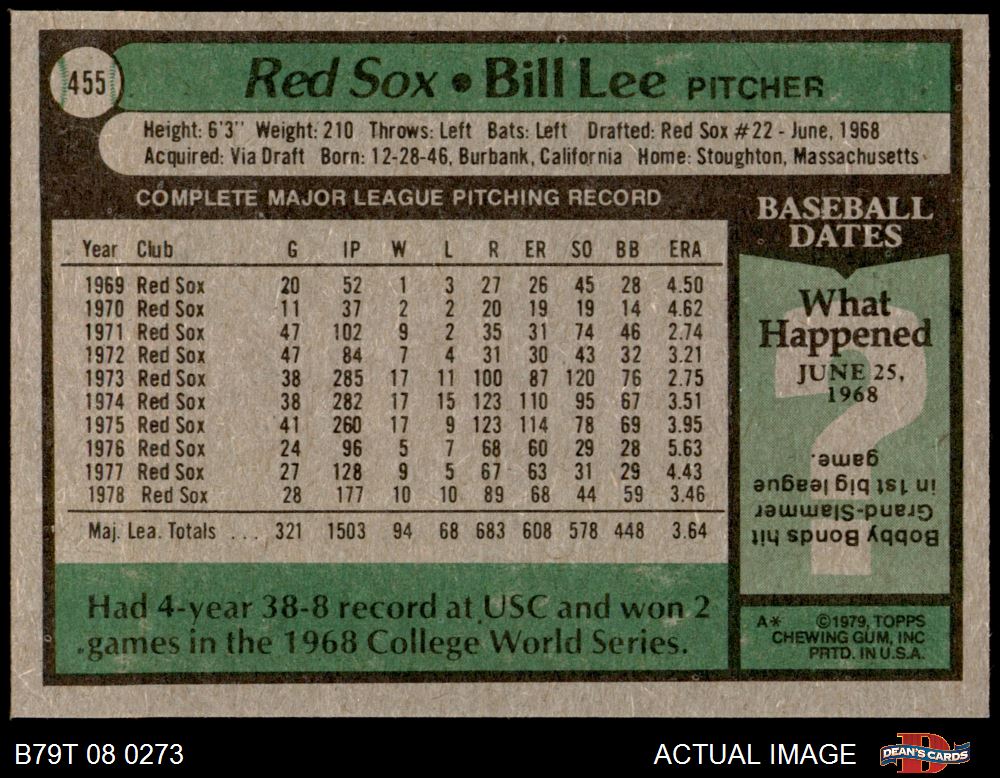 455
Red Sox • Bill Lee PITCHER
Height: 6'3" Weight: 210 Throws: Left Bats: Left Drafted: Red Sox #22 - June, 1968
Acquired: Via Draft Born: 12-28-46, Burbank, California Home: Stoughton, Massachusetts
COMPLETE MAJOR LEAGUE PITCHING RECORD
Year Club G IP W L R ER SO BB ERA
1969 Red Sox 20 52 1 3 27 26 45 28 4.50
1970 Red Sox 11 37 2 2 20 19 19 14 4.62
1971 Red Sox 47 102 9 2 35 31 74 46 2.74
1972 Red Sox 47 84 7 4 31 30 43 32 3.21
1973 Red Sox 38 285 17 11 100 87 120 76 2.75
1974 Red Sox 38 282 17 15 123 110 95 67 3.51
1975 Red Sox 41 260 17 9 123 114 78 69 3.95
1976 Red Sox 24 96 5 7 68 60 29 28 5.63
1977 Red Sox 27 128 9 5 67 63 31 29 4.43
1978 Red Sox 28 177 10 10 89 68 44 59 3.46
Maj. Lea. Totals . . . 321 1503 94 68 683 608 578 448 3.64
Had 4-year 38-8 record at USC and won 2
games in the 1968 College World Series.
BASEBALL
DATES
What
Happened
JUNE 25,
1968
?
Bobby Bonds hit
Grand-Slammer
in 1st big league
game.
A* ©1979, TOPPS
CHEWING GUM, INC
PRTD. IN U.S.A.
B79T 08 0273
ACTUAL IMAGE
D
DEAN'S CARDS